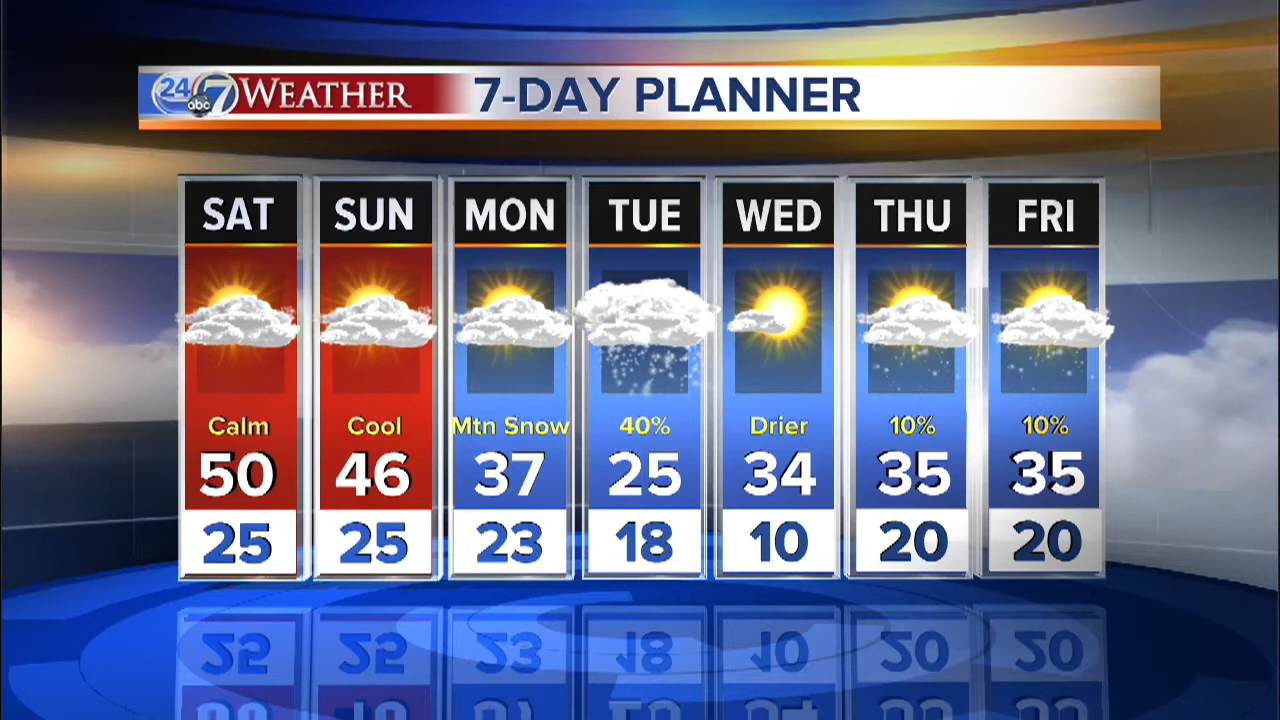 24 7 abc WEATHER 7-DAY PLANNER
SAT SUN MON TUE WED THU FRI
Calm Cool Mtn Snow 40% Drier 10% 10%
50 46 37 25 34 35 35
25 25 23 18 10 20 20